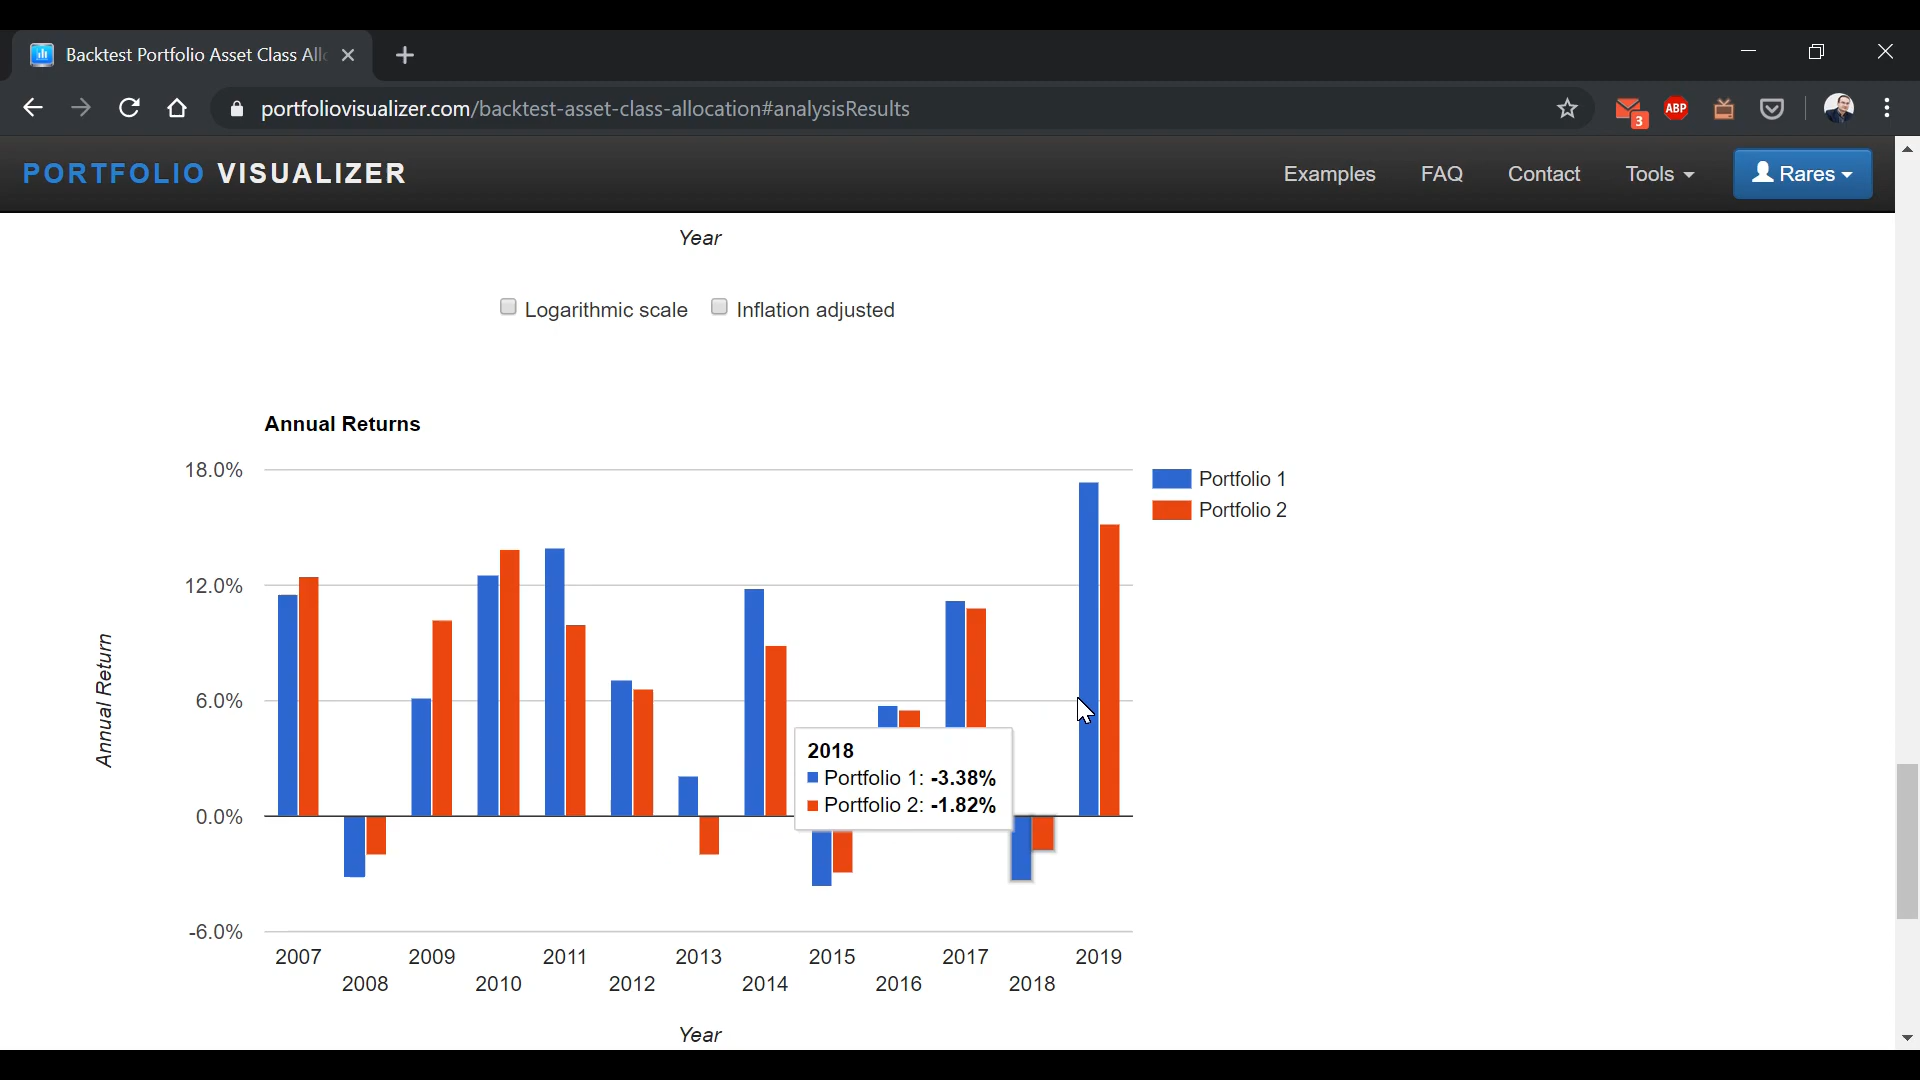 Backtest Portfolio Asset Class All
portfoliovisualizer.com/backtest-asset-class-allocation#analysisResults
3
ABP
PORTFOLIO VISUALIZER
Examples
FAQ
Contact
Tools
Rares
Year
Logarithmic scale
Inflation adjusted
Annual Returns
18.0%
12.0%
6.0%
0.0%
-6.0%
Annual Return
Portfolio 1
Portfolio 2
2018
Portfolio 1: -3.38%
Portfolio 2: -1.82%
2007 2009 2011 2013 2015 2017 2019
2008 2010 2012 2014 2016 2018
Year